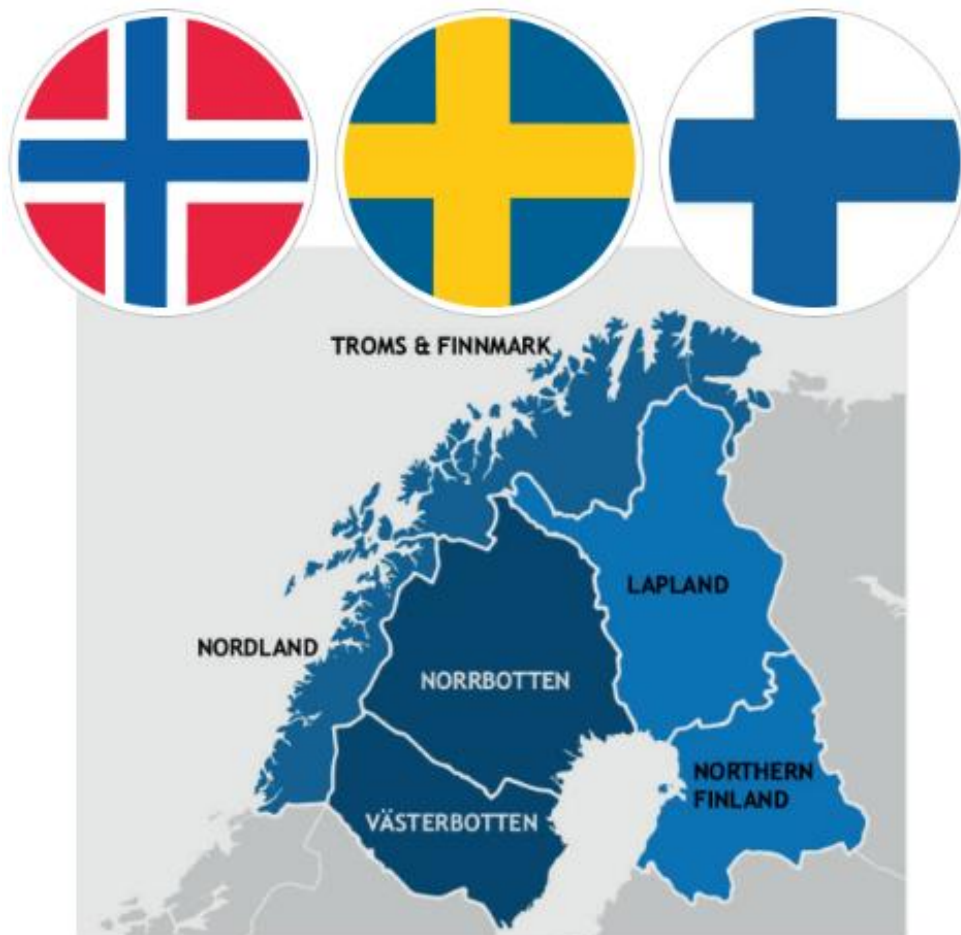 TROMS & FINNMARK
LAPLAND
NORDLAND
NORRBOTTEN
NORTHERN
FINLAND
VÄSTERBOTTEN